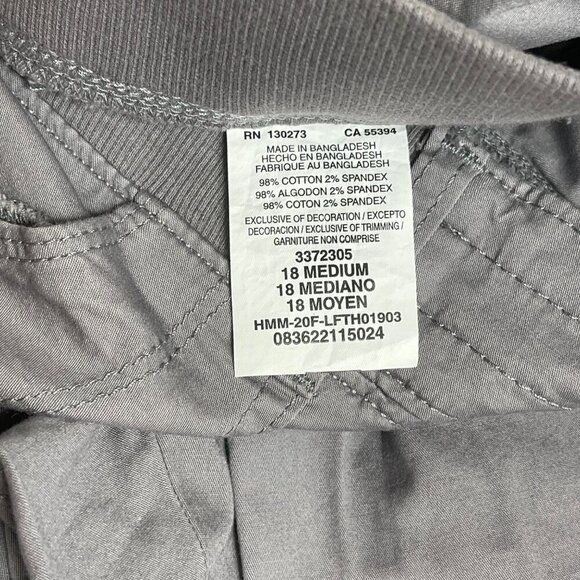 RN 130273 CA 55394
MADE IN BANGLADESH
HECHO EN BANGLADESH
FABRIQUE AU BANGLADESH
98% COTTON 2% SPANDEX
98% ALGODON 2% SPANDEX
98% COTON 2% SPANDEX
EXCLUSIVE OF DECORATION / EXCEPTO
DECORACION / EXCLUSIVE OF TRIMMING /
GARNITURE NON COMPRISE
3372305
18 MEDIUM
18 MEDIANO
18 MOYEN
HMM-20F-LFTH01903
083622115024